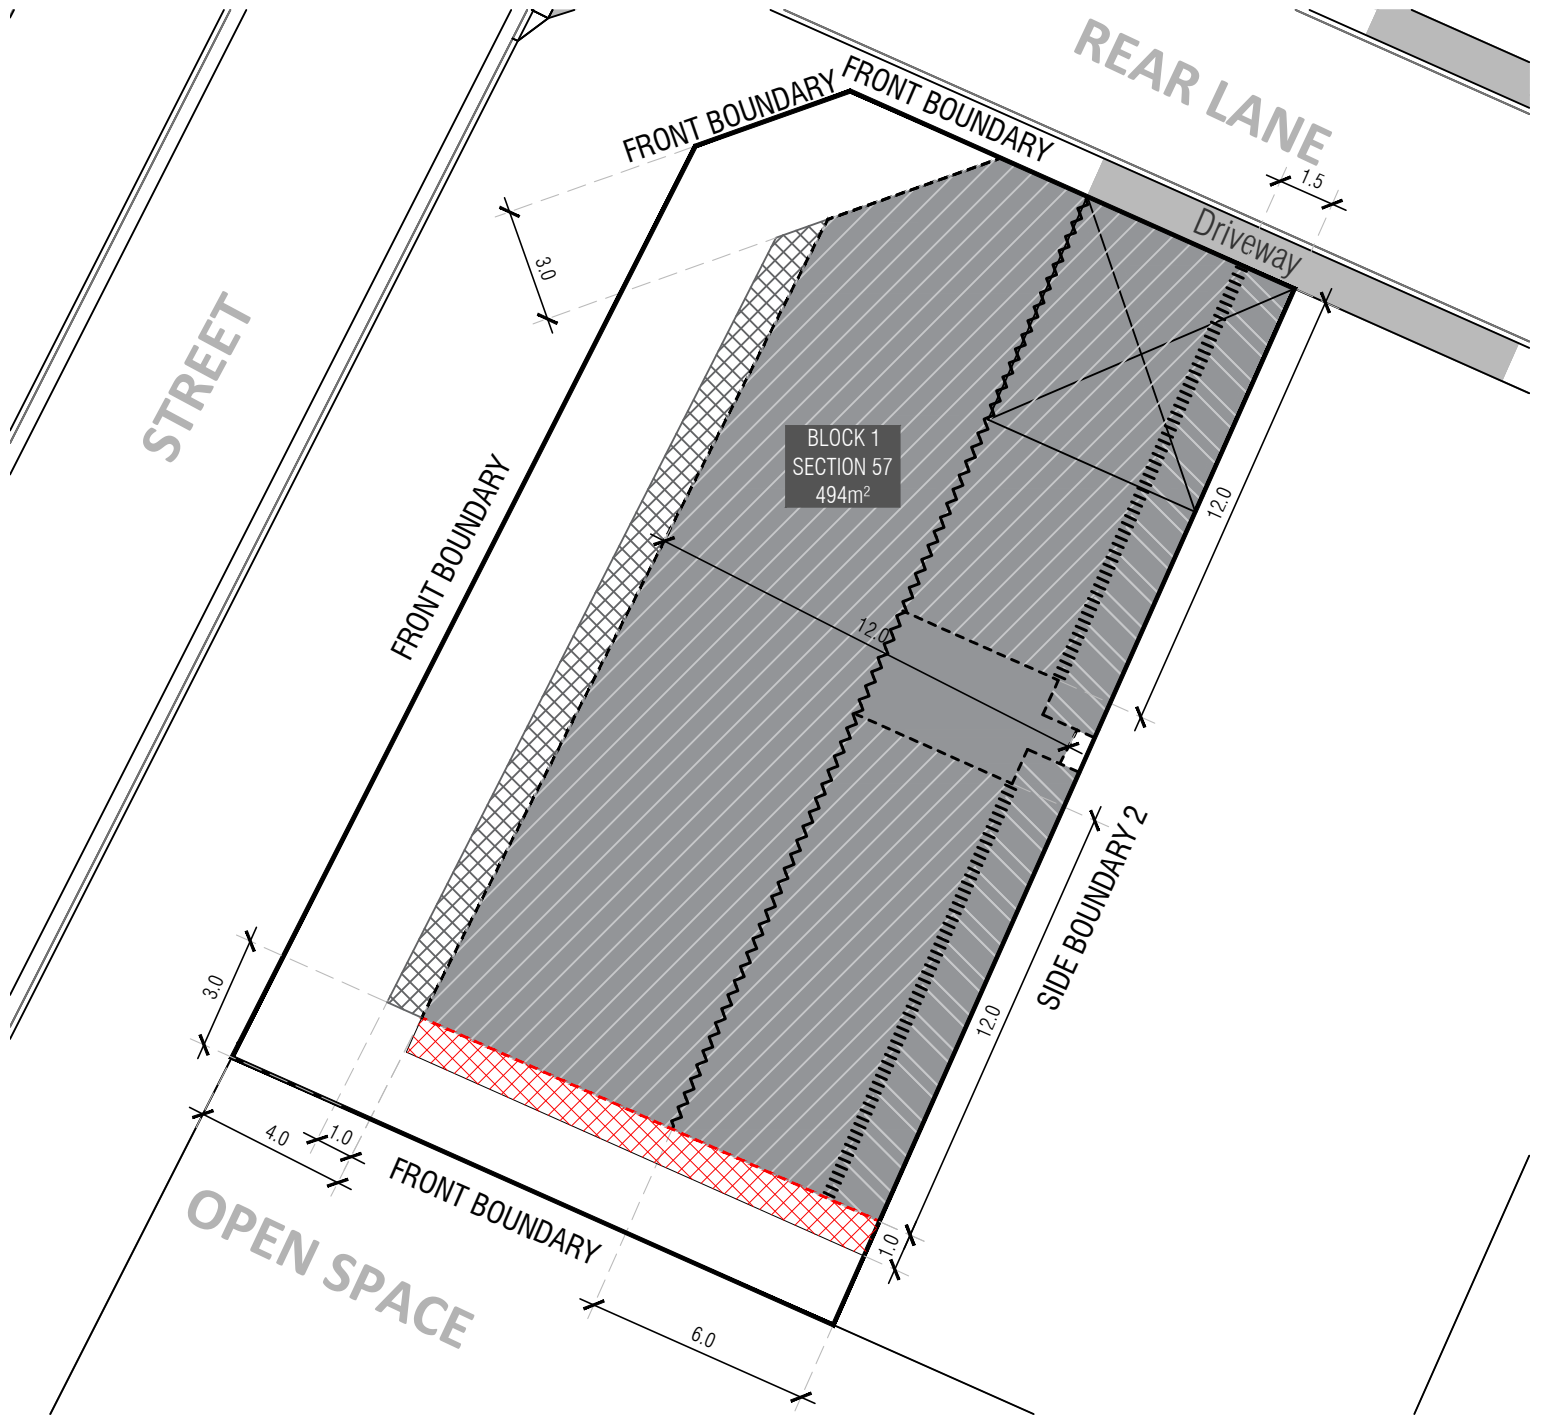 REAR LANE
FRONT BOUNDARY
FRONT BOUNDARY
1.5
Driveway
3.0
STREET
BLOCK 1
SECTION 57
494m²
FRONT BOUNDARY
12.0
12.0
SIDE BOUNDARY 2
3.0
12.0
4.0
1.0
FRONT BOUNDARY
1.0
OPEN SPACE
6.0